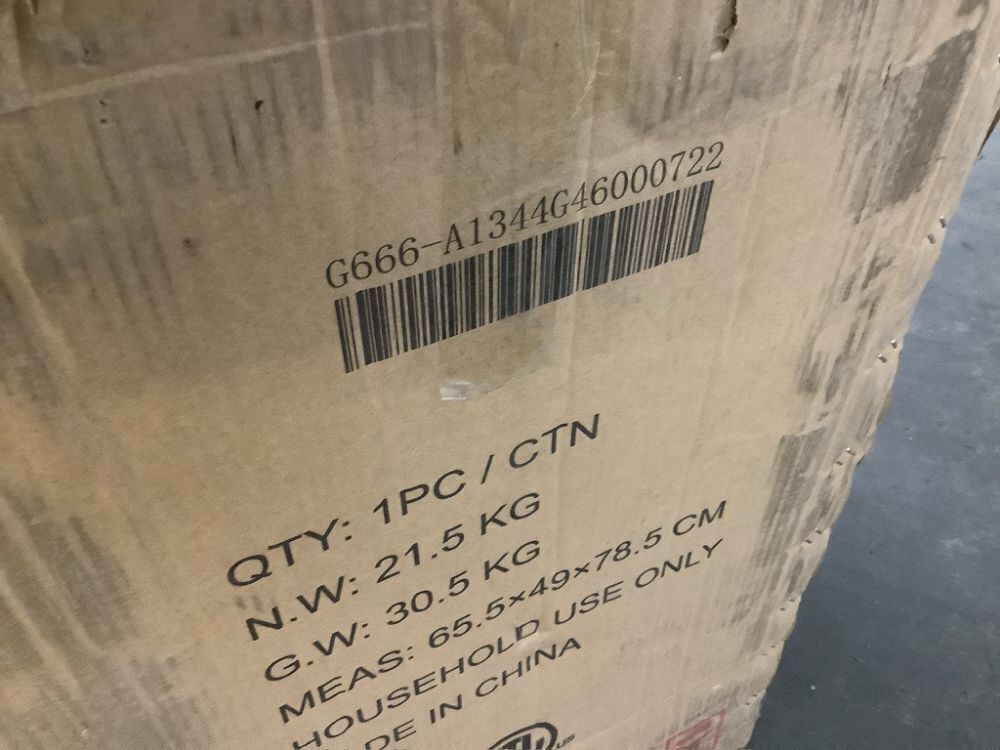 G666-A1344G46000722
QTY: 1PC / CTN
N.W: 21.5 KG
G.W: 30.5 KG
MEAS: 65.5×49×78.5 CM
HOUSEHOLD USE ONLY
IN CHINA
US